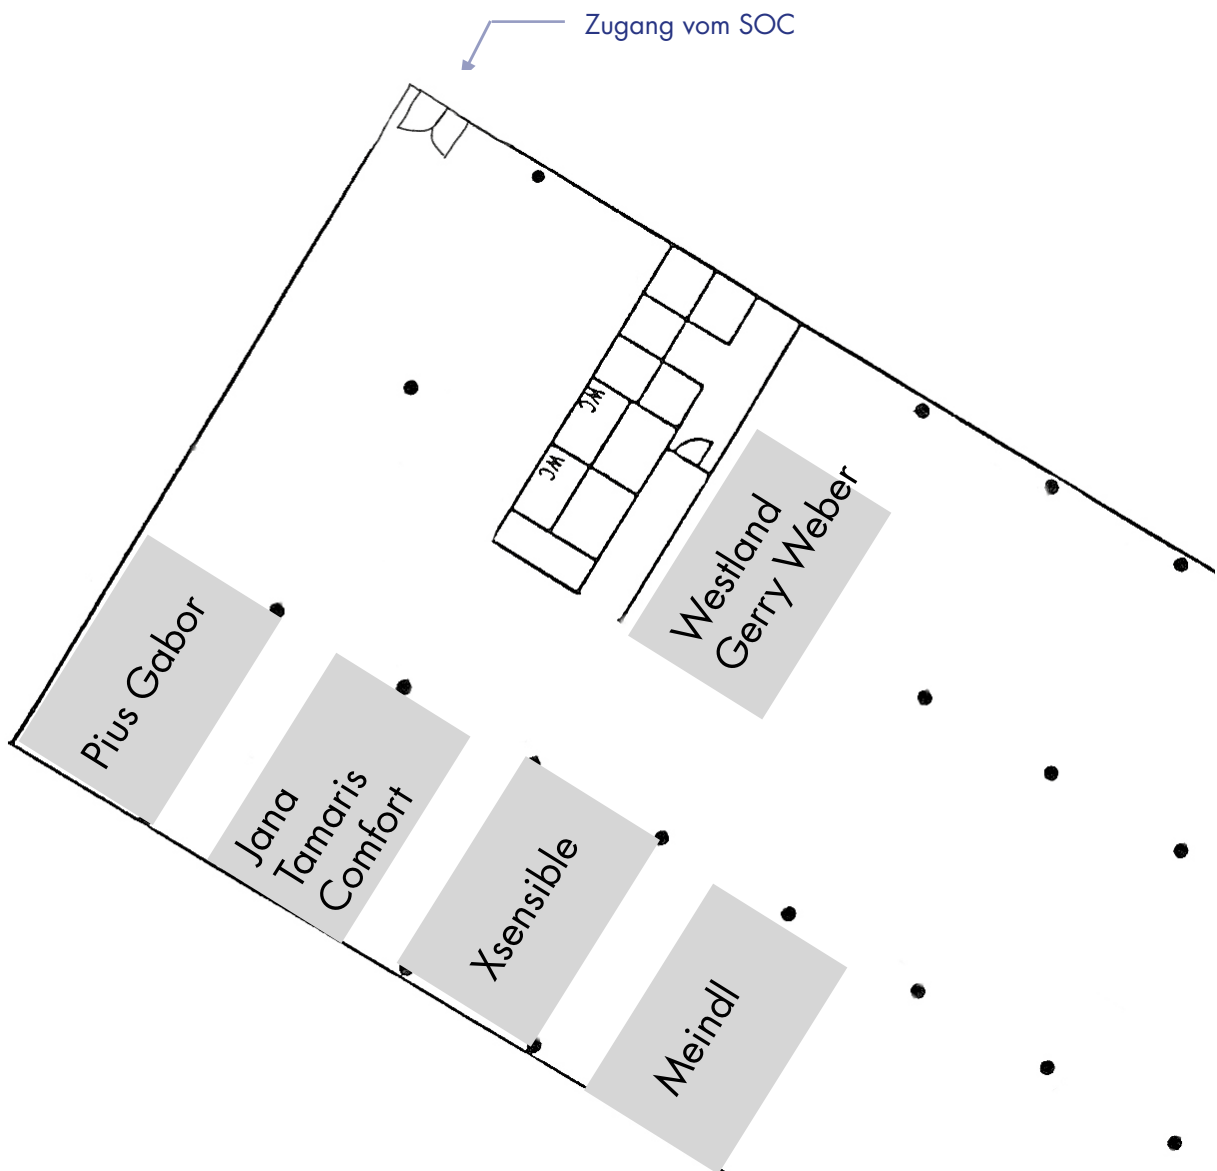 Zugang vom SOC
WC
WC
Westland
Gerry Weber
Pius Gabor
Jana
Tamaris
Comfort
Xsensible
Meindl